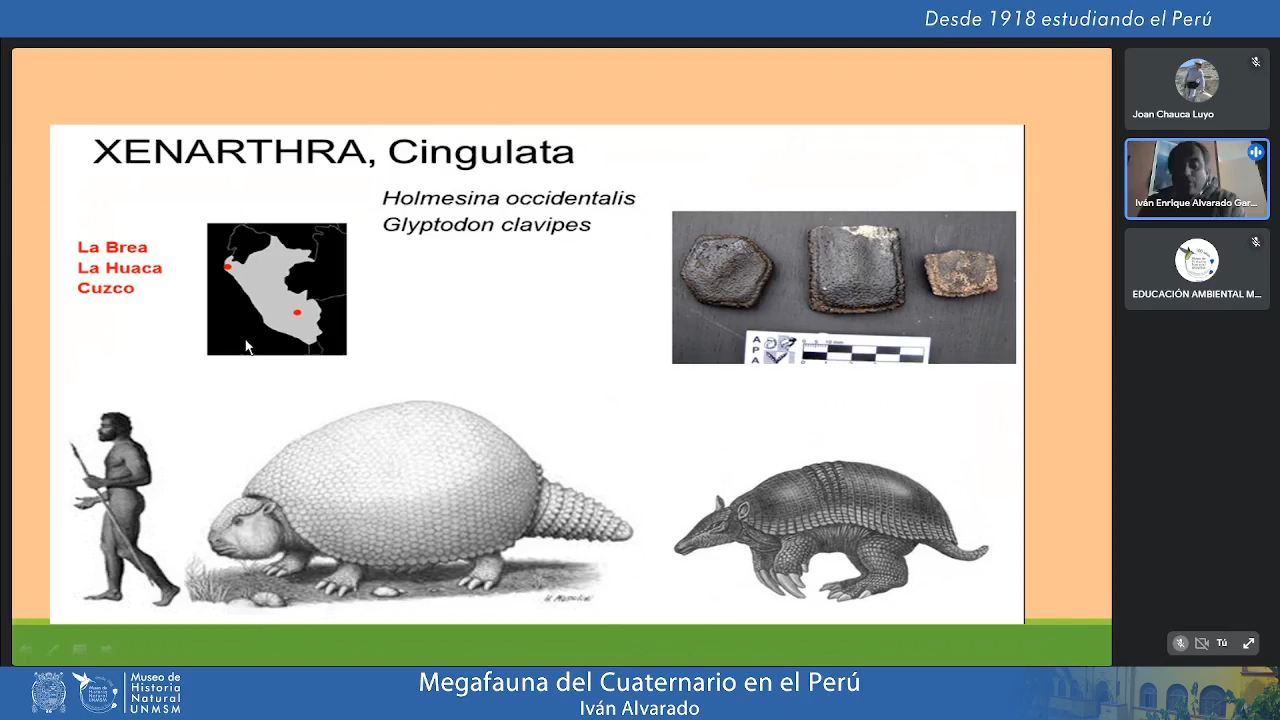 Desde 1918 estudiando el Perú
XENARTHRA, Cingulata
Holmesina occidentalis
Glyptodon clavipes
La Brea
La Huaca
Cuzco
A
P
A
10 mm
Joan Chauca Luyo
Iván Enrique Alvarado Gar...
EDUCACIÓN AMBIENTAL M...
Tú
Museo de
Historia
Natural
UNMSM
Megafauna del Cuaternario en el Perú
Iván Alvarado